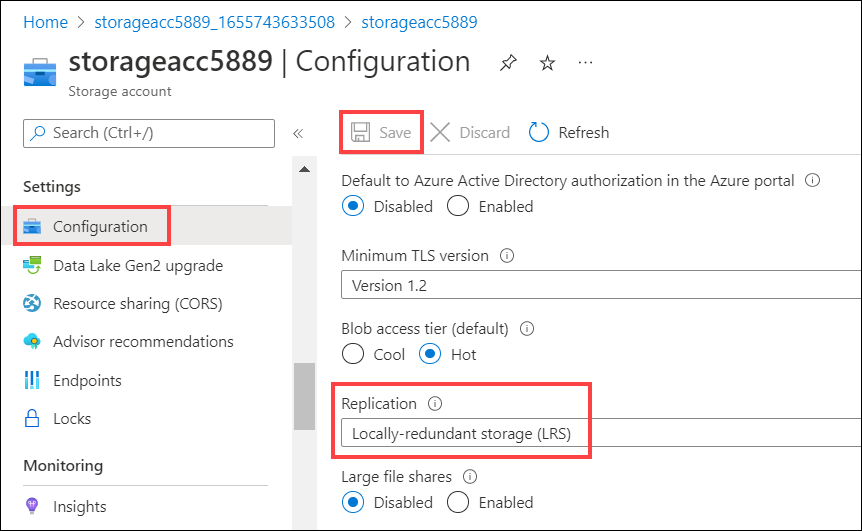 Home > storageacc5889_1655743633508 > storageacc5889
storageacc5889 | Configuration ...
Storage account
Search (Ctrl+/)
«
Save Discard Refresh
Settings
Configuration
Data Lake Gen2 upgrade
Resource sharing (CORS)
Advisor recommendations
Endpoints
Locks
Monitoring
Insights
Default to Azure Active Directory authorization in the Azure portal
Disabled Enabled
Minimum TLS version
Version 1.2
Blob access tier (default)
Cool Hot
Replication
Locally-redundant storage (LRS)
Large file shares
Disabled Enabled